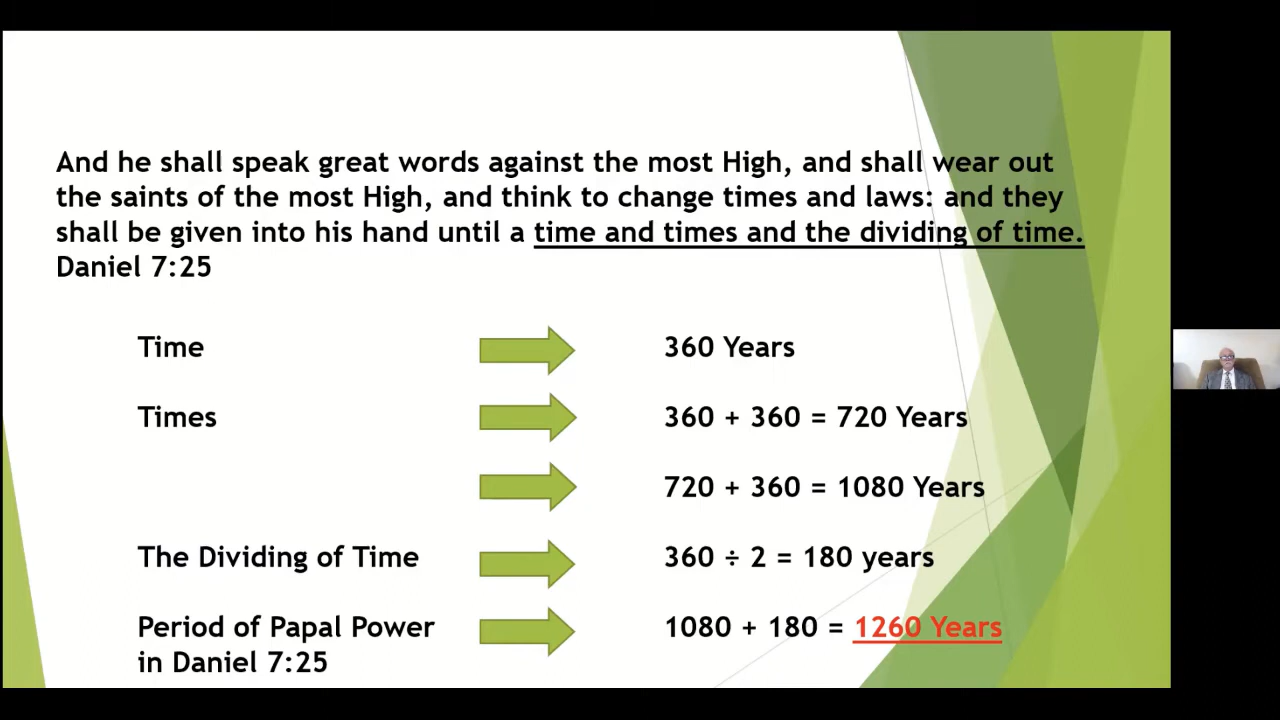 And he shall speak great words against the most High, and shall wear out
the saints of the most High, and think to change times and laws: and they
shall be given into his hand until a time and times and the dividing of time.
Daniel 7:25
Time 360 Years
Times 360 + 360 = 720 Years
720 + 360 = 1080 Years
The Dividing of Time 360 ÷ 2 = 180 years
Period of Papal Power 1080 + 180 = 1260 Years
in Daniel 7:25